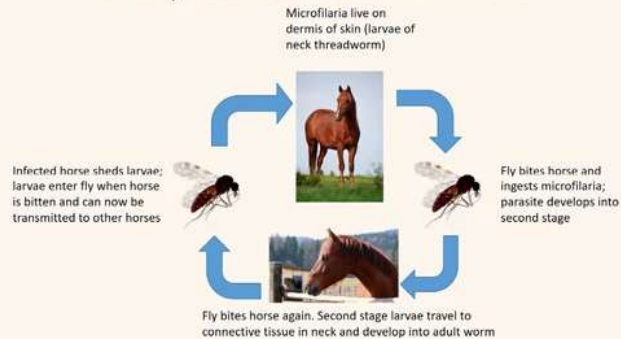 Microfilaria live on
dermis of skin (larvae of
neck threadworm)
Infected horse sheds larvae;
larvae enter fly when horse
is bitten and can now be
transmitted to other horses
Fly bites horse and
ingests microfilaria;
parasite develops into
second stage
Fly bites horse again. Second stage larvae travel to
connective tissue in neck and develop into adult worm